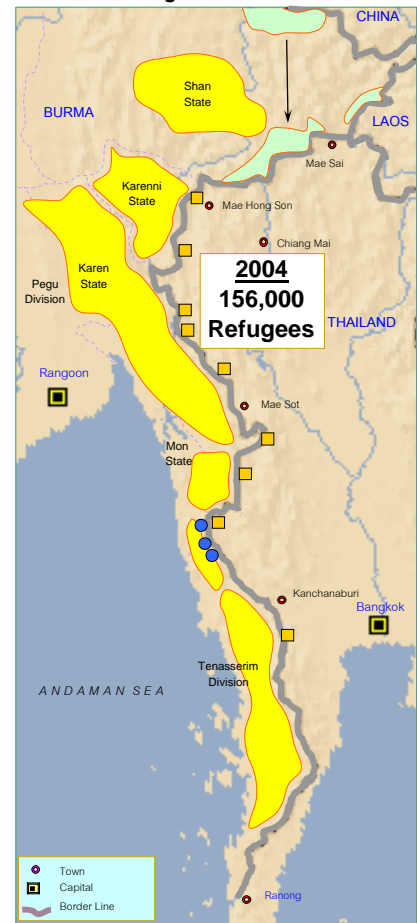 CHINA
Shan
State
BURMA
LAOS
Mae Sai
Karenni
State
Mae Hong Son
Chiang Mai
Karen
State
Pegu
Division
2004
156,000
Refugees
THAILAND
Rangoon
Mae Sot
Mon
State
Kanchanaburi
Bangkok
Tenasserim
Division
ANDAMAN SEA
Town
Capital
Border Line
Ranong